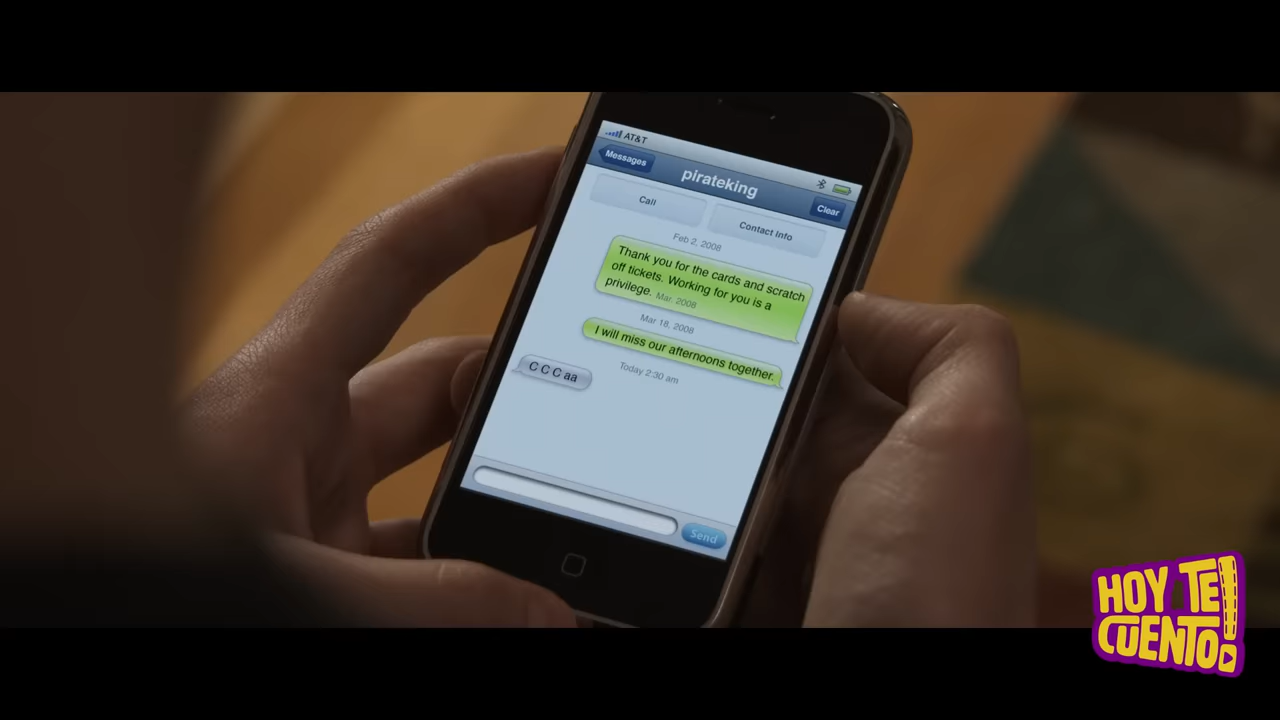 AT&T
Messages
pirateking
Clear
Call
Contact Info
Feb 2, 2008
Thank you for the cards and scratch
off tickets. Working for you is a
privilege. Mar. 2008
Mar 18, 2008
I will miss our afternoons together.
Today 2:30 am
C C C aa
Send
HOY TE
CUENTO!